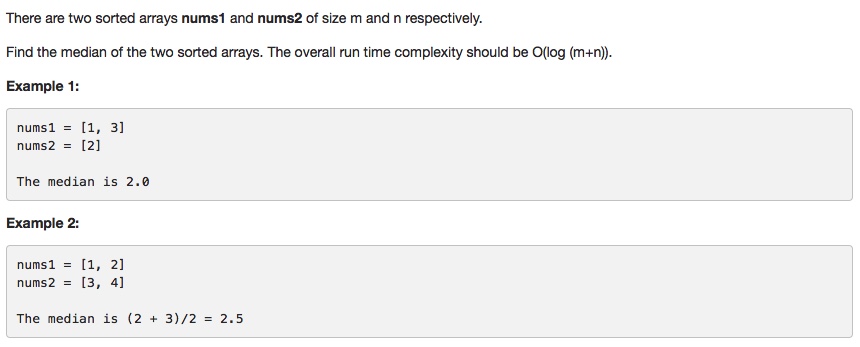 There are two sorted arrays nums1 and nums2 of size m and n respectively.
Find the median of the two sorted arrays. The overall run time complexity should be O(log (m+n)).
Example 1:
nums1 = [1, 3]
nums2 = [2]
The median is 2.0
Example 2:
nums1 = [1, 2]
nums2 = [3, 4]
The median is (2 + 3)/2 = 2.5